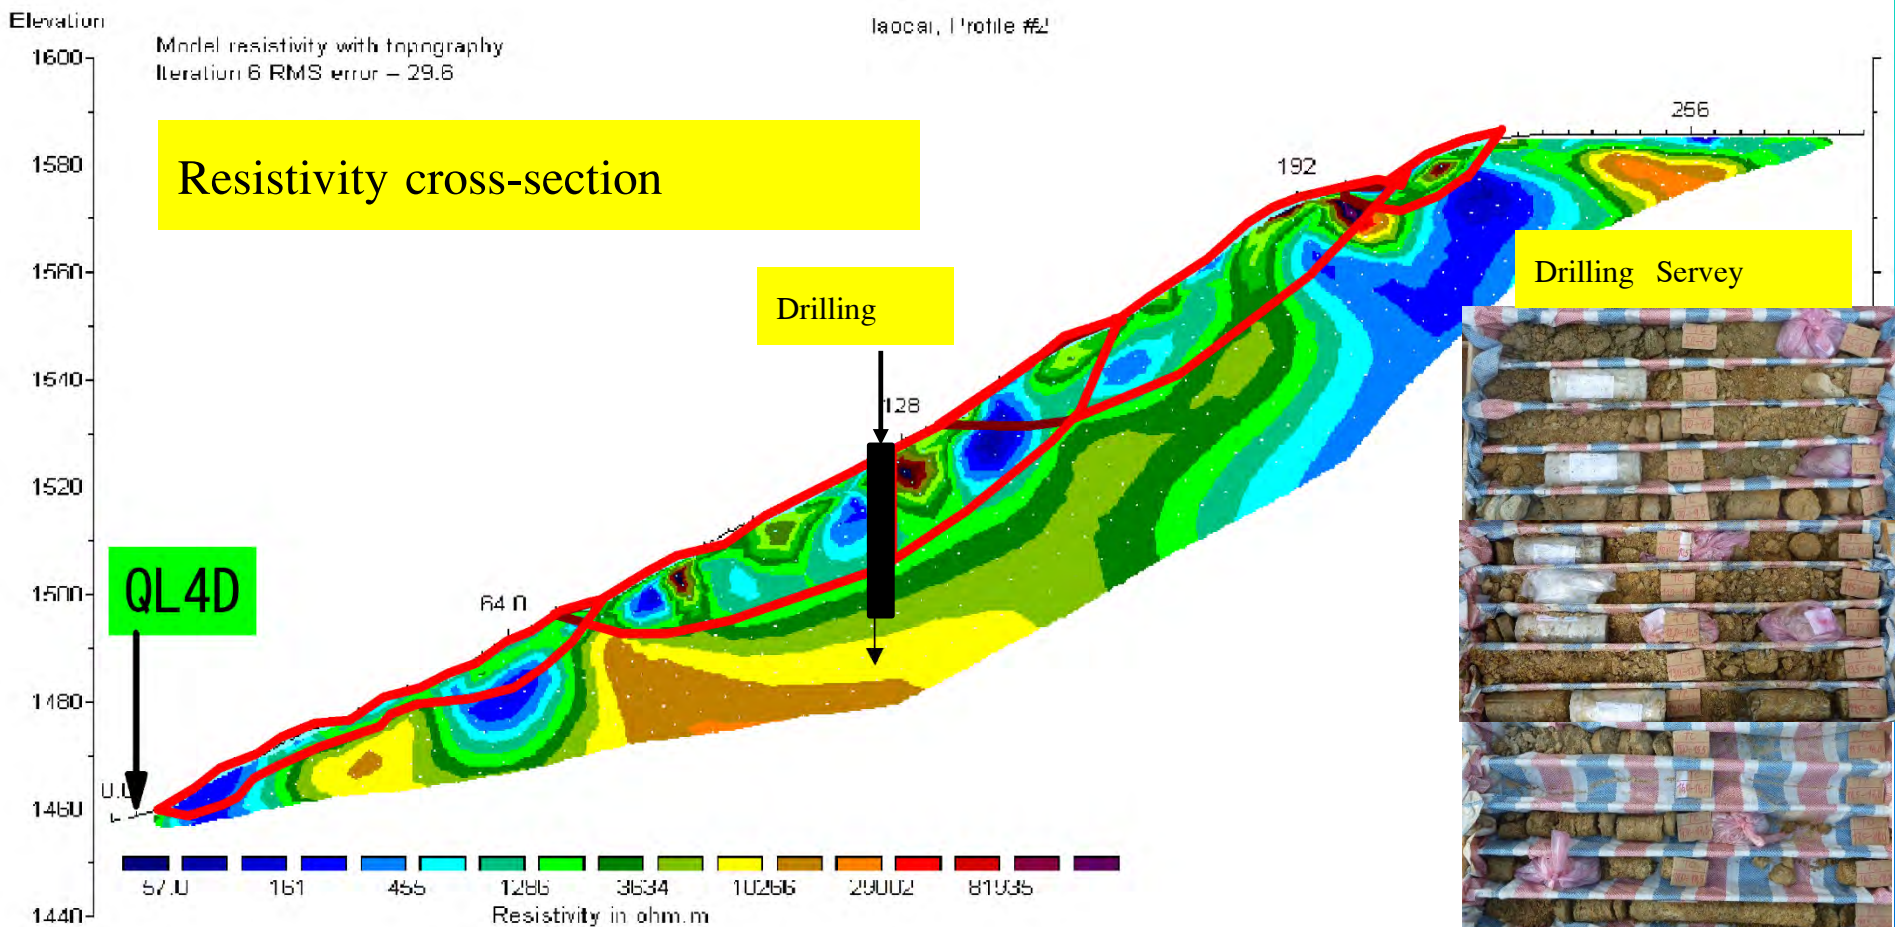 Elevation
laocai, Profile #2
Model resistivity with topography
Iteration 6 RMS error = 29.6
1600
256
Resistivity cross-section
1580
192
1560
Drilling Servey
Drilling
1540
128
1520
QL4D
1500
64.0
1480
0.0
1460
57.0 161 455 1286 3634 10266 29002 81935
Resistivity in ohm.m
1440